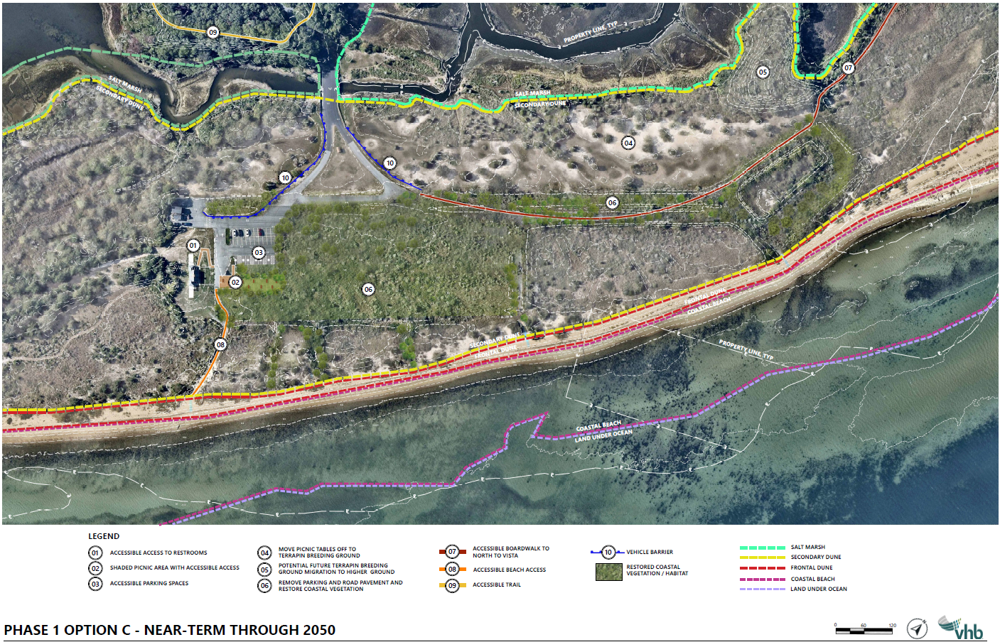 09
PROPERTY LINE, TYP
05
07
SALT MARSH
SECONDARY DUNE
SALT MARSH
SECONDARY DUNE
04
10
10
06
01
03
02
06
FRONTAL DUNE
COASTAL BEACH
08
SECONDARY DUNE
FRONTAL DUNE
PROPERTY LINE, TYP
COASTAL BEACH
LAND UNDER OCEAN
LEGEND
01 ACCESSIBLE ACCESS TO RESTROOMS
02 SHADED PICNIC AREA WITH ACCESSIBLE ACCESS
03 ACCESSIBLE PARKING SPACES
04 MOVE PICNIC TABLES OFF TO
TERRAPIN BREEDING GROUND
05 POTENTIAL FUTURE TERRAPIN BREEDING
GROUND MIGRATION TO HIGHER GROUND
06 REMOVE PARKING AND ROAD PAVEMENT AND
RESTORE COASTAL VEGETATION
07 ACCESSIBLE BOARDWALK TO
NORTH TO VISTA
08 ACCESSIBLE BEACH ACCESS
09 ACCESSIBLE TRAIL
10 VEHICLE BARRIER
RESTORED COASTAL
VEGETATION / HABITAT
SALT MARSH
SECONDARY DUNE
FRONTAL DUNE
COASTAL BEACH
LAND UNDER OCEAN
PHASE 1 OPTION C - NEAR-TERM THROUGH 2050
0 60 120
N
vhb